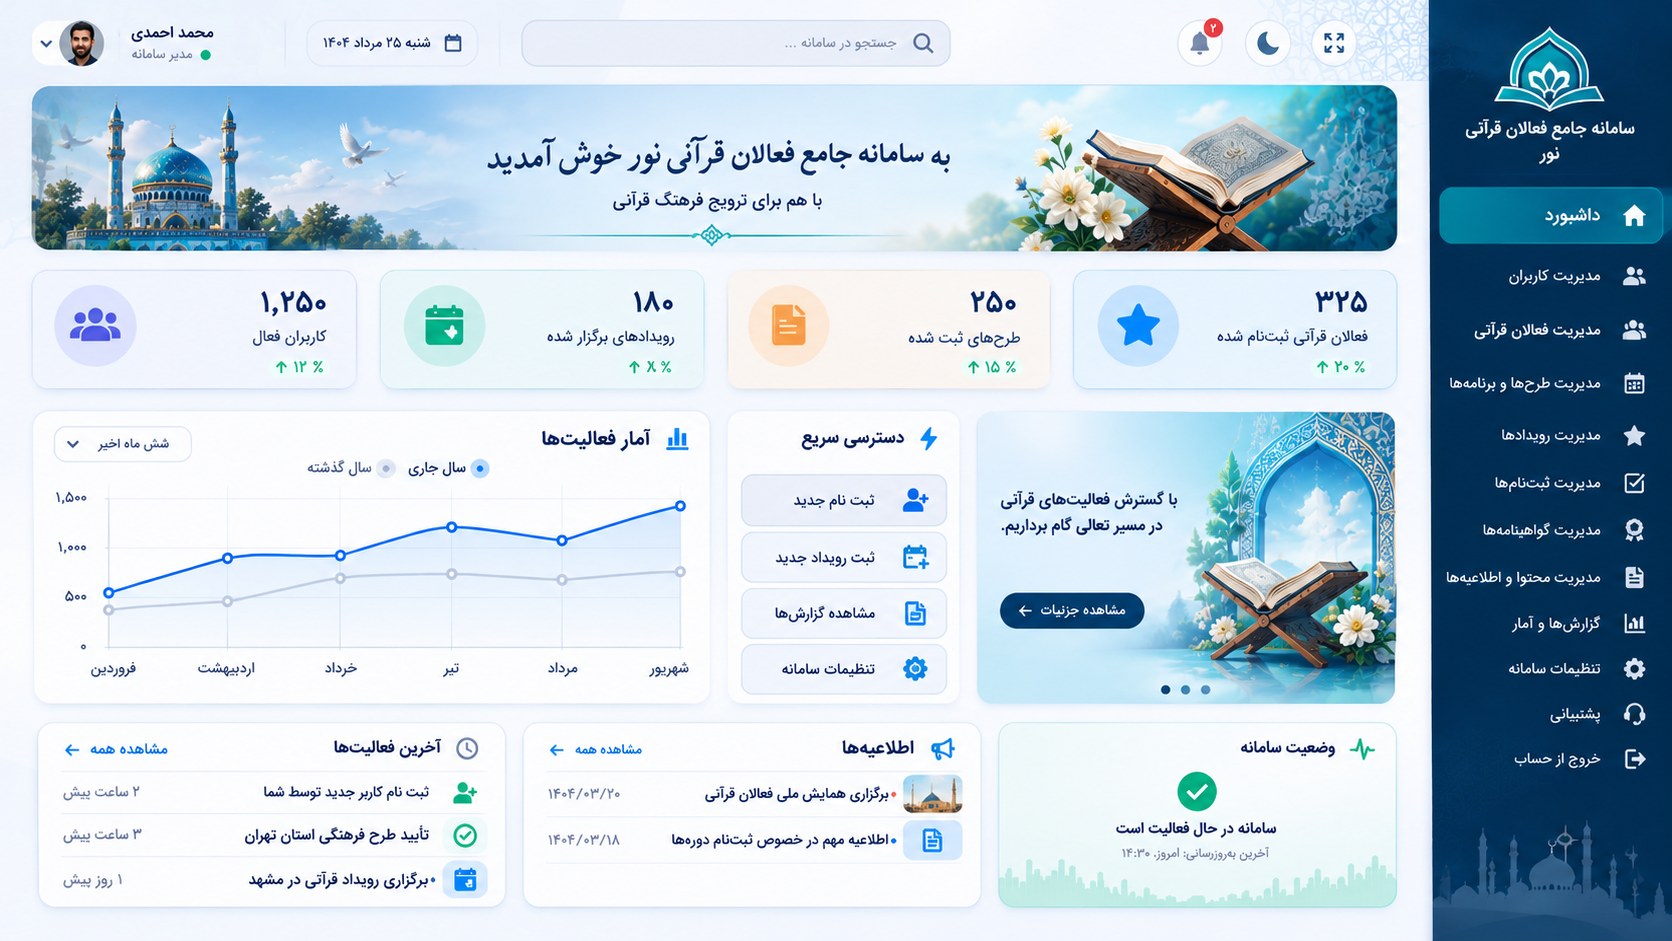 سامانه جامع فعالان قرآنی
نور
داشبورد
مدیریت کاربران
مدیریت فعالان قرآنی
مدیریت طرح‌ها و برنامه‌ها
مدیریت رویدادها
مدیریت ثبت‌نام‌ها
مدیریت گواهینامه‌ها
مدیریت محتوا و اطلاعیه‌ها
گزارش‌ها و آمار
تنظیمات سامانه
پشتیبانی
خروج از حساب
۲
جستجو در سامانه ...
شنبه ۲۵ مرداد ۱۴۰۴
محمد احمدی
مدیر سامانه
به سامانه جامع فعالان قرآنی نور خوش آمدید
با هم برای ترویج فرهنگ قرآنی
۳۲۵
فعالان قرآنی ثبت‌نام شده
۲۰ %
۲۵۰
طرح‌های ثبت شده
۱۵ %
۱۸۰
رویدادهای برگزار شده
۸ %
۱,۲۵۰
کاربران فعال
۱۲ %
با گسترش فعالیت‌های قرآنی
در مسیر تعالی گام برداریم.
مشاهده جزئیات
دسترسی سریع
ثبت نام جدید
ثبت رویداد جدید
مشاهده گزارش‌ها
تنظیمات سامانه
آمار فعالیت‌ها
شش ماه اخیر
سال جاری
سال گذشته
۱,۵۰۰
۱,۰۰۰
۵۰۰
۰
شهریور
مرداد
تیر
خرداد
اردیبهشت
فروردین
وضعیت سامانه
سامانه در حال فعالیت است
آخرین به‌روزرسانی: امروز، ۱۴:۳۰
اطلاعیه‌ها
مشاهده همه
برگزاری همایش ملی فعالان قرآنی
۱۴۰۴/۰۳/۲۰
اطلاعیه مهم در خصوص ثبت‌نام دوره‌ها
۱۴۰۴/۰۳/۱۸
آخرین فعالیت‌ها
مشاهده همه
ثبت نام کاربر جدید توسط شما
۲ ساعت پیش
تأیید طرح فرهنگی استان تهران
۳ ساعت پیش
برگزاری رویداد قرآنی در مشهد
۱ روز پیش